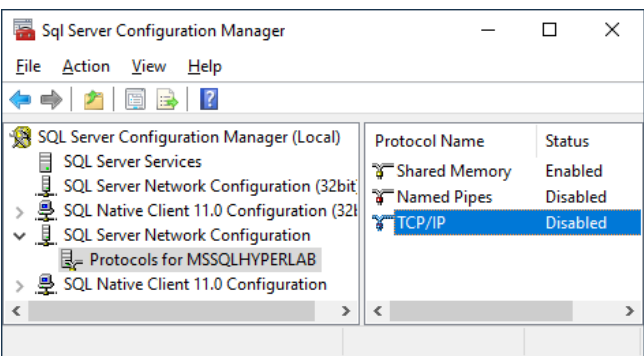 Sql Server Configuration Manager
File Action View Help
SQL Server Configuration Manager (Local)
SQL Server Services
SQL Server Network Configuration (32bit
SQL Native Client 11.0 Configuration (32b
SQL Server Network Configuration
Protocols for MSSQLHYPERLAB
SQL Native Client 11.0 Configuration
Protocol Name Status
Shared Memory Enabled
Named Pipes Disabled
TCP/IP Disabled